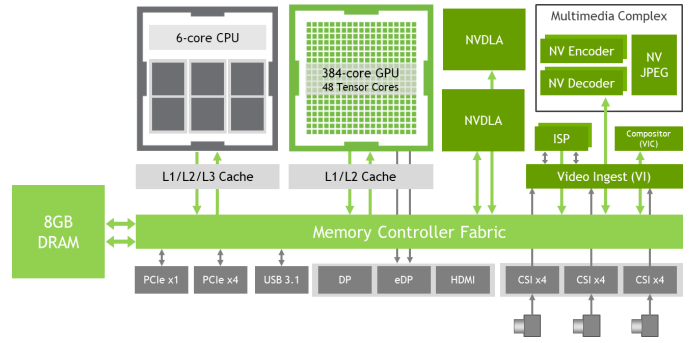 6-core CPU
384-core GPU
48 Tensor Cores
NVDLA
NVDLA
Multimedia Complex
NV Encoder
NV Decoder
NV
JPEG
ISP
Compositor
(VIC)
L1/L2/L3 Cache
L1/L2 Cache
Video Ingest (VI)
8GB
DRAM
Memory Controller Fabric
PCIe x1
PCIe x4
USB 3.1
DP
eDP
HDMI
CSI x4
CSI x4
CSI x4